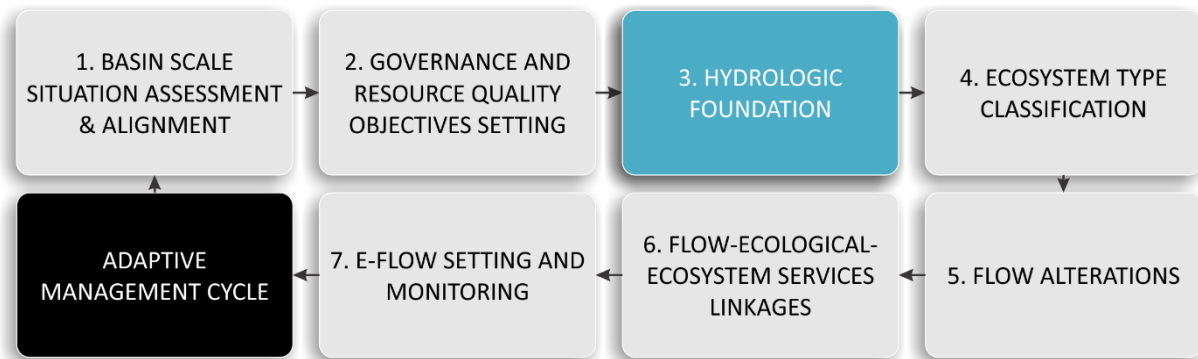 1. BASIN SCALE
SITUATION ASSESSMENT
& ALIGNMENT
2. GOVERNANCE AND
RESOURCE QUALITY
OBJECTIVES SETTING
3. HYDROLOGIC
FOUNDATION
4. ECOSYSTEM TYPE
CLASSIFICATION
5. FLOW ALTERATIONS
6. FLOW-ECOLOGICAL-
ECOSYSTEM SERVICES
LINKAGES
7. E-FLOW SETTING AND
MONITORING
ADAPTIVE
MANAGEMENT CYCLE